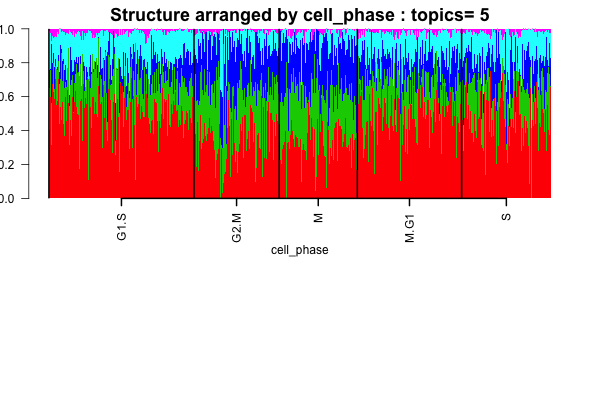 Structure arranged by cell_phase : topics= 5
1.0
0.8
0.6
0.4
0.2
0.0
G1.S
G2.M
M
M.G1
S
cell_phase